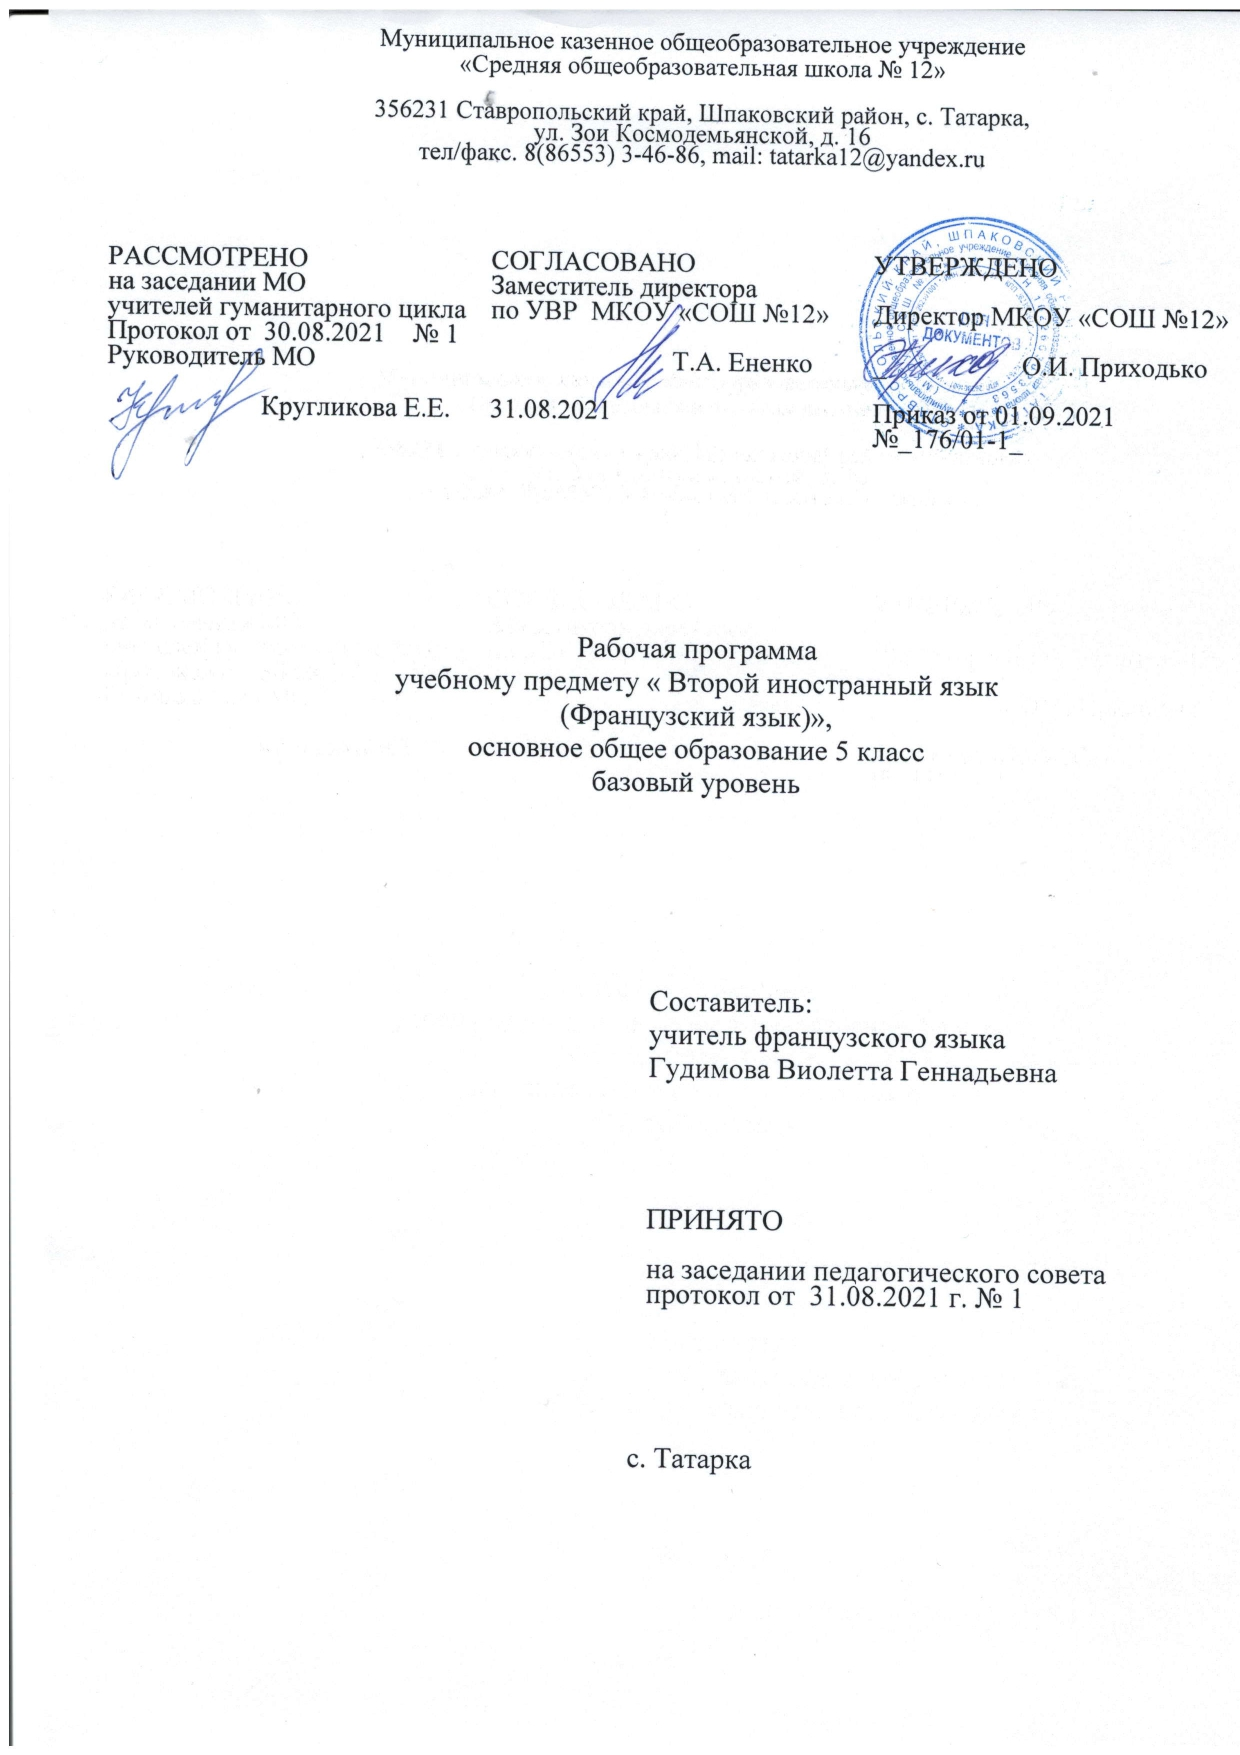 Муниципальное казенное общеобразовательное учреждение
«Средняя общеобразовательная школа № 12»
356231 Ставропольский край, Шпаковский район, с. Татарка,
ул. Зои Космодемьянской, д. 16
тел/факс. 8(86553) 3-46-86, mail: tatarka12@yandex.ru
РАССМОТРЕНО
на заседании МО
учителей гуманитарного цикла
Протокол от 30.08.2021 № 1
Руководитель МО
Кругликова Е.Е.
СОГЛАСОВАНО
Заместитель директора
по УВР МКОУ «СОШ №12»
Т.А. Ененко
31.08.2021
УТВЕРЖДЕНО
Директор МКОУ «СОШ №12»
ДОКУМЕНТОВ
О.И. Приходько
Приказ от 01.09.2021
№_176/01-1_
Рабочая программа
учебному предмету « Второй иностранный язык
(Французский язык)»,
основное общее образование 5 класс
базовый уровень
Составитель:
учитель французского языка
Гудимова Виолетта Геннадьевна
ПРИНЯТО
на заседании педагогического совета
протокол от 31.08.2021 г. № 1
с. Татарка